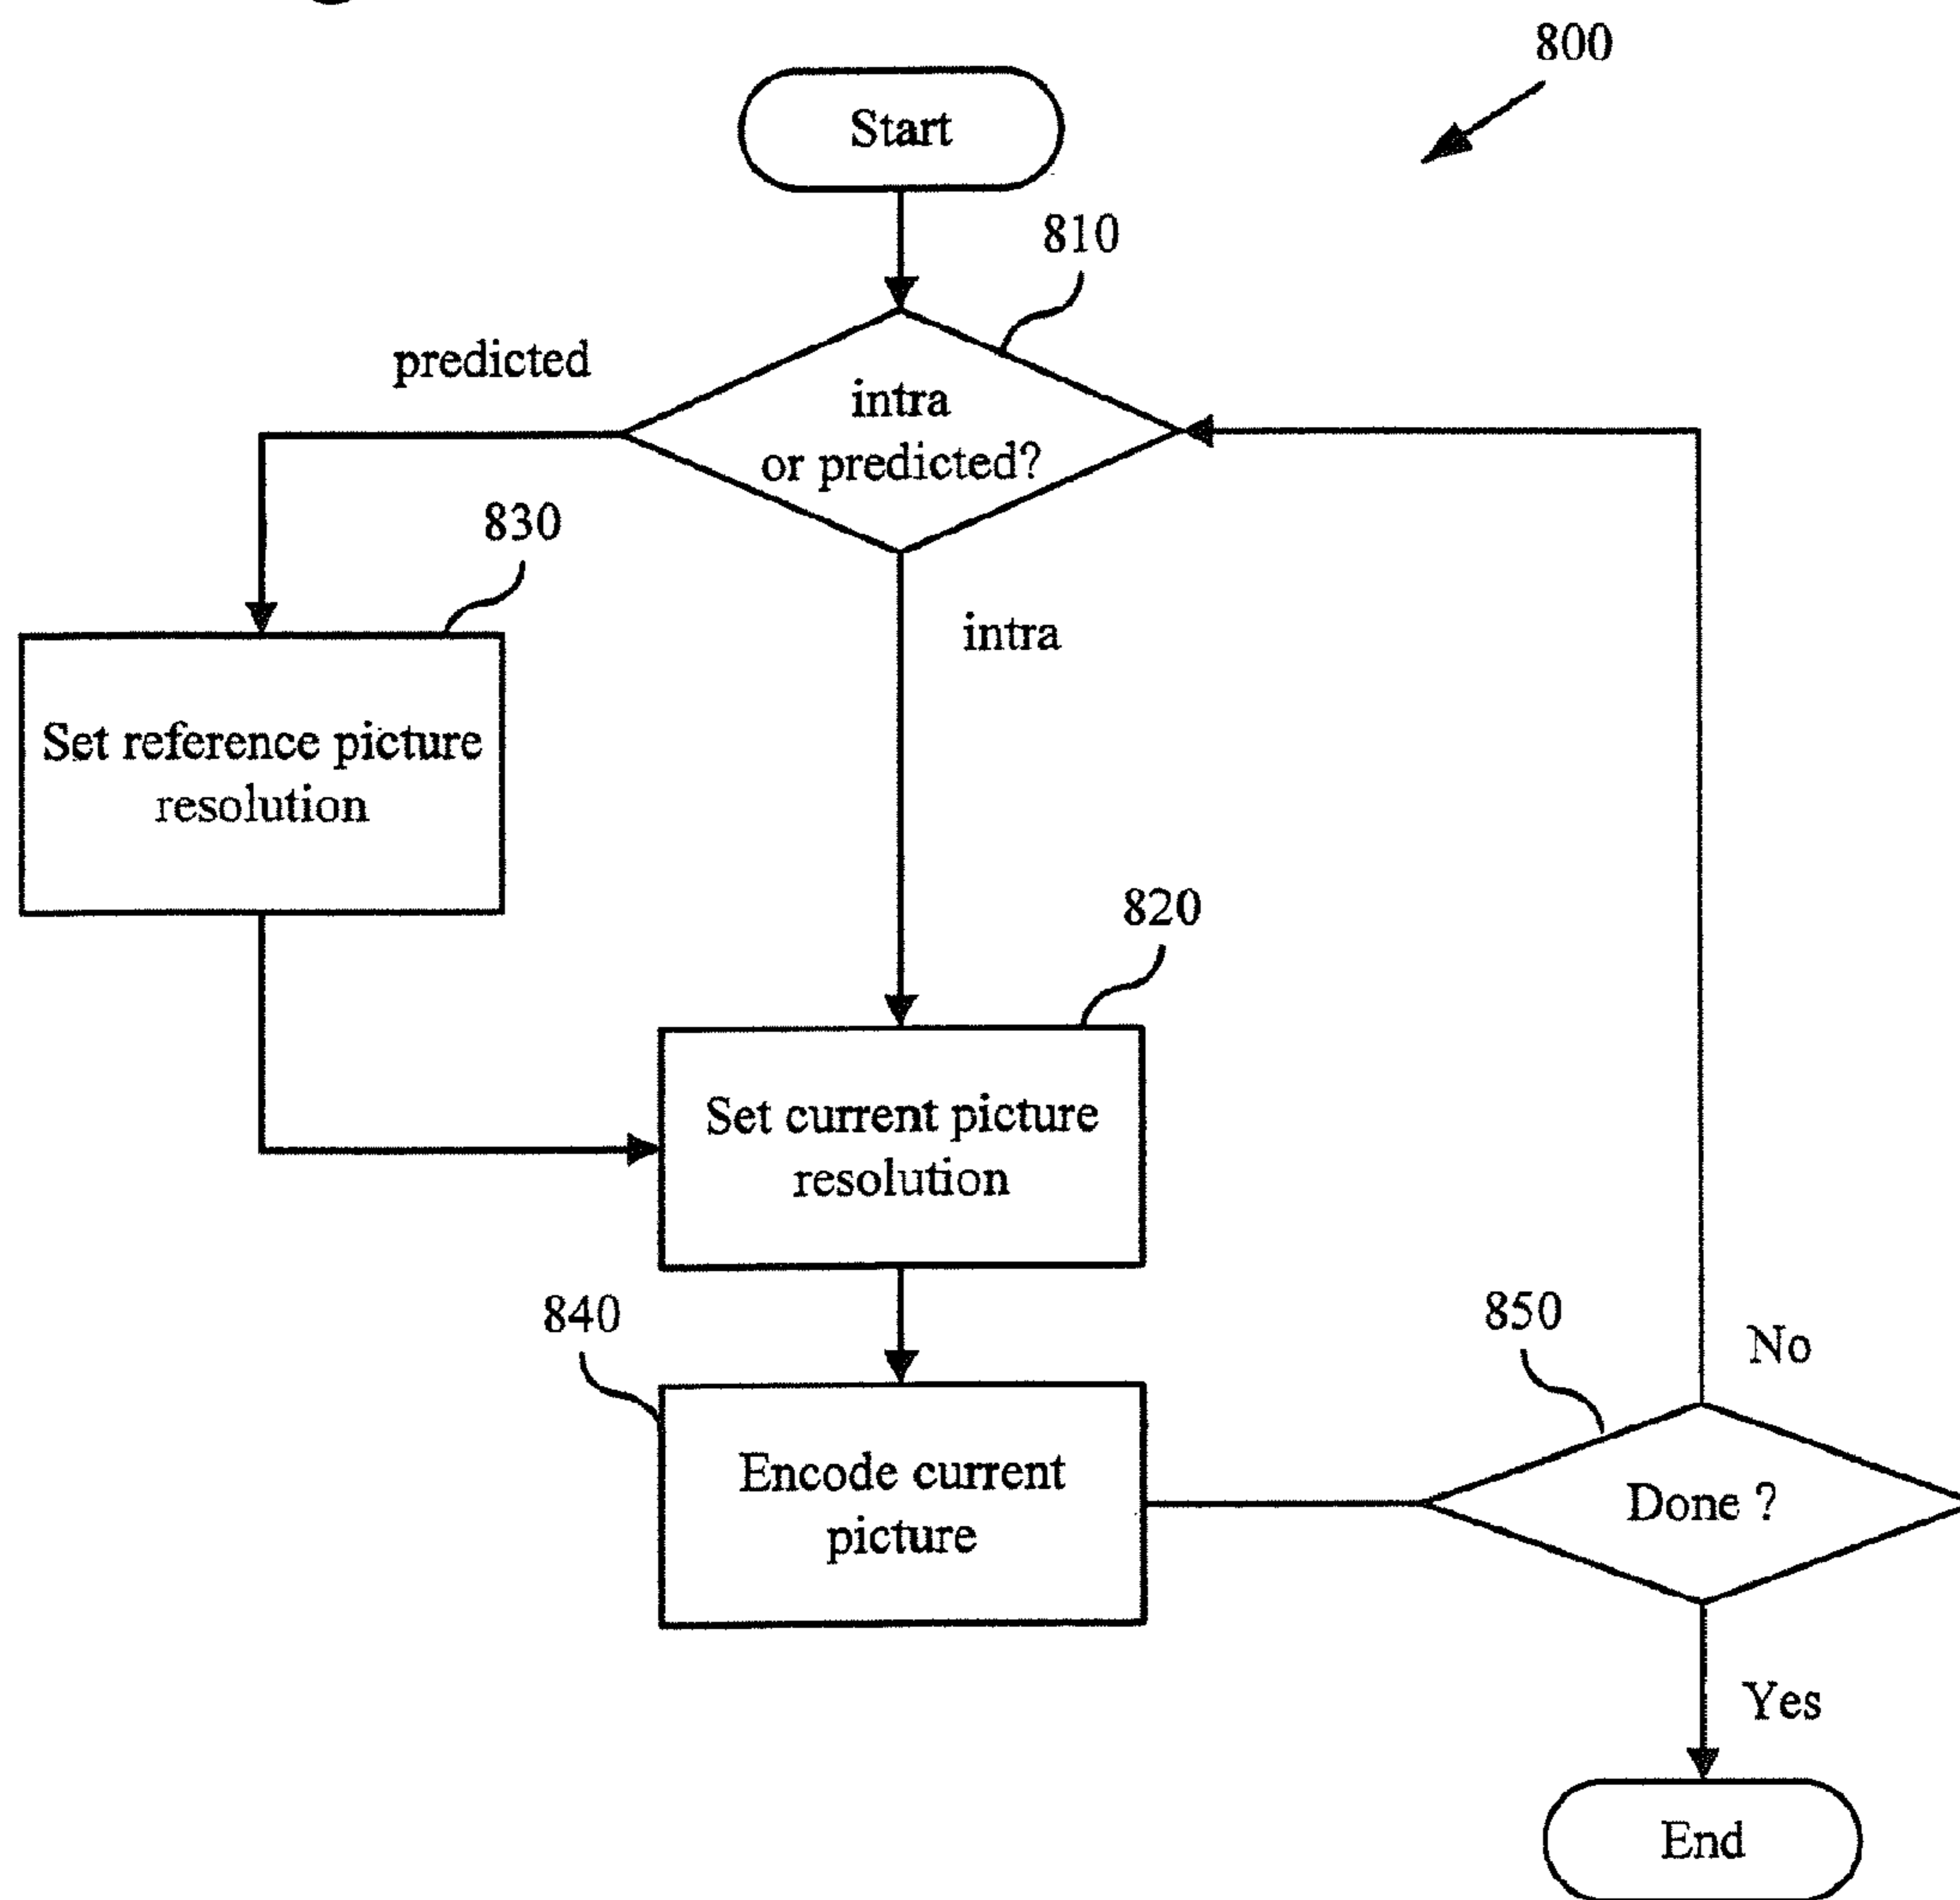 800
Start
810
predicted
intra
or predicted?
830
intra
Set reference picture
resolution
820
Set current picture
resolution
840
850
No
Encode current
picture
Done ?
Yes
End